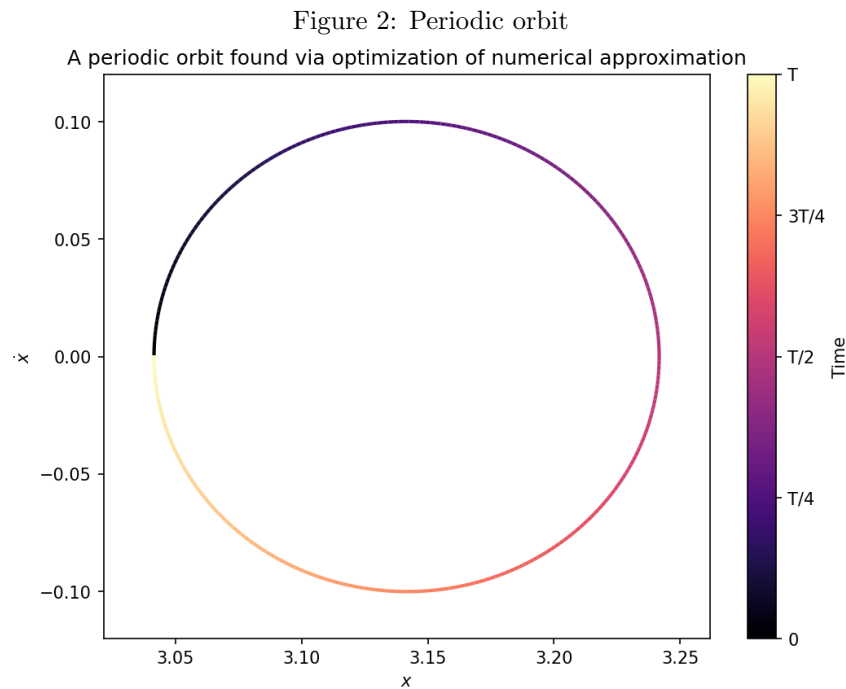 Figure 2: Periodic orbit
A periodic orbit found via optimization of numerical approximation
0.10
0.05
0.00
−0.05
−0.10
ẋ
3.05
3.10
3.15
3.20
3.25
x
T
3T/4
T/2
T/4
0
Time